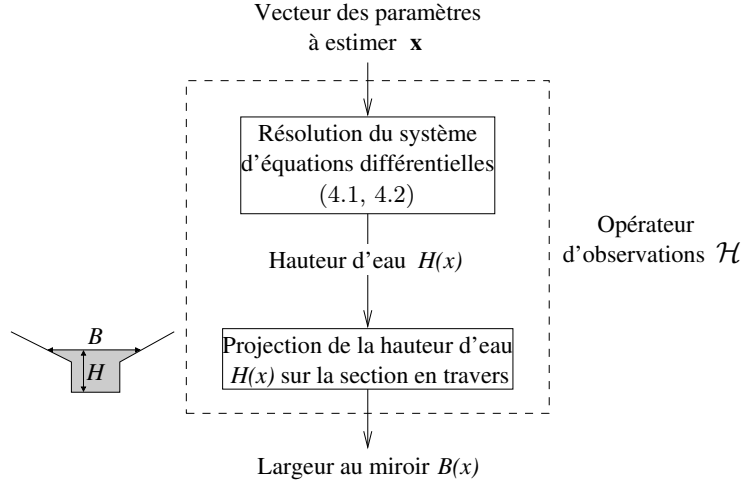 Vecteur des paramètres
à estimer x
Résolution du système
d'équations différentielles
(4.1, 4.2)
Hauteur d'eau H(x)
Opérateur
d'observations ℋ
B
H
Projection de la hauteur d'eau
H(x) sur la section en travers
Largeur au miroir B(x)